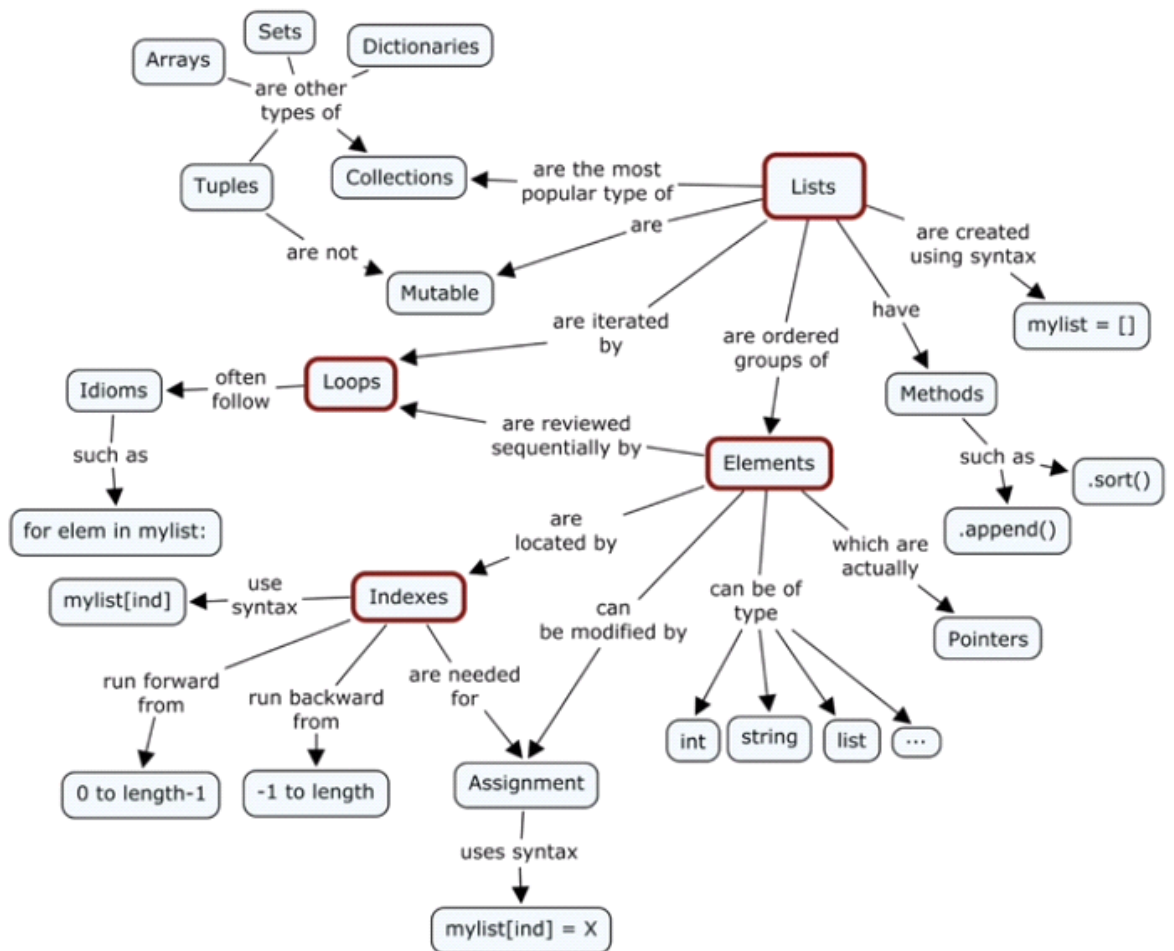 Sets
Dictionaries
Arrays
are other
types of
Tuples
Collections
are the most
popular type of
Lists
are
are not
Mutable
are created
using syntax
mylist = []
have
are iterated
by
are ordered
groups of
Idioms
often
follow
Loops
Methods
are reviewed
sequentially by
such as
Elements
such as
.sort()
for elem in mylist:
.append()
are
located by
which are
actually
mylist[ind]
use
syntax
Indexes
can
be modified by
can be of
type
Pointers
run forward
from
run backward
from
are needed
for
int
string
list
...
0 to length-1
-1 to length
Assignment
uses syntax
mylist[ind] = X